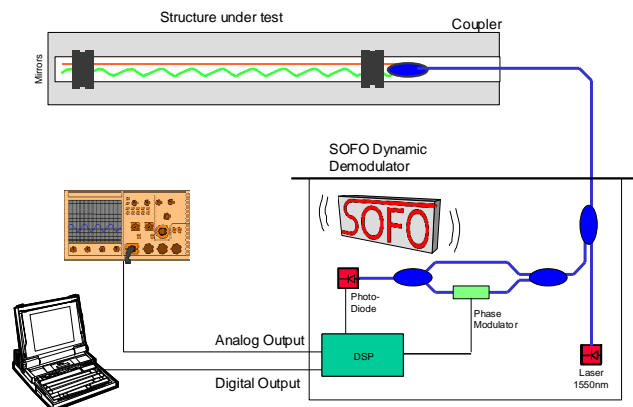 Structure under test
Coupler
Mirrors
SOFO Dynamic
Demodulator
SOFO
Photo-
Diode
Phase
Modulator
Analog Output
DSP
Digital Output
Laser
1550nm